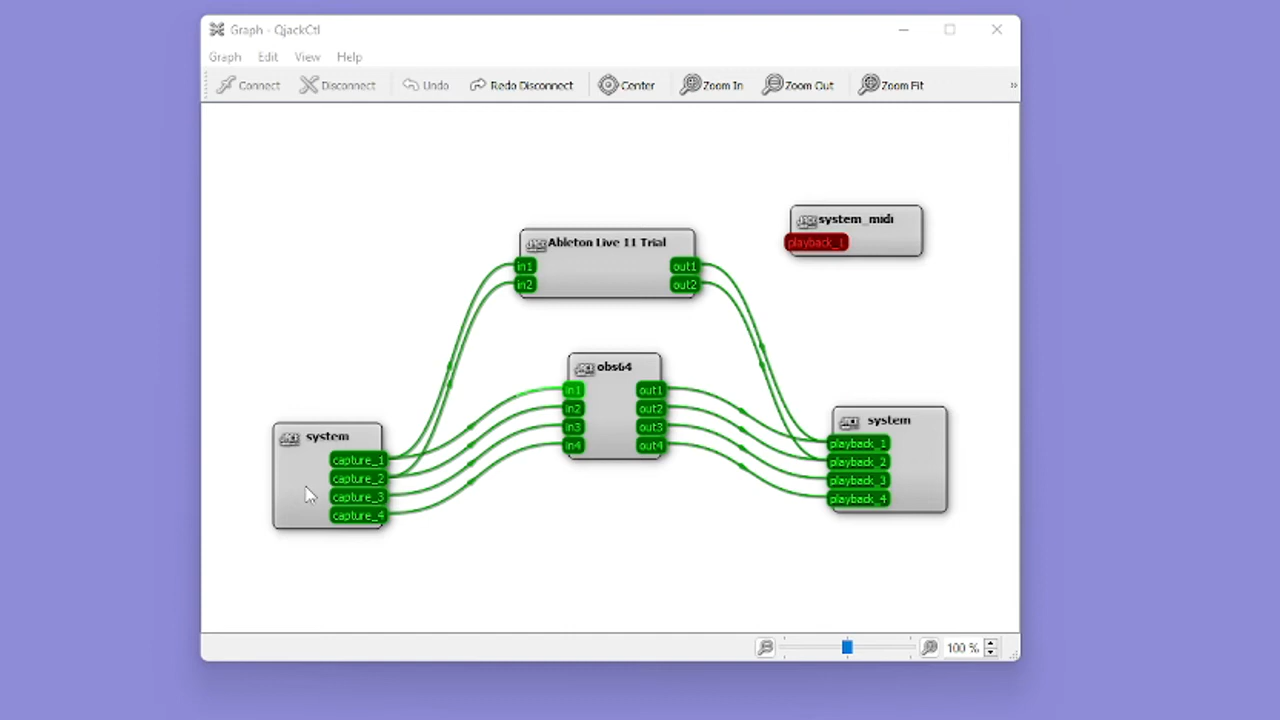 Graph - QjackCtl
Graph Edit View Help
Connect Disconnect Undo Redo Disconnect Center Zoom In Zoom Out Zoom Fit »
system_midi
playback_1
Ableton Live 11 Trial
in1 out1
in2 out2
obs64
in1 out1
in2 out2
in3 out3
in4 out4
system
capture_1
capture_2
capture_3
capture_4
system
playback_1
playback_2
playback_3
playback_4
100 %